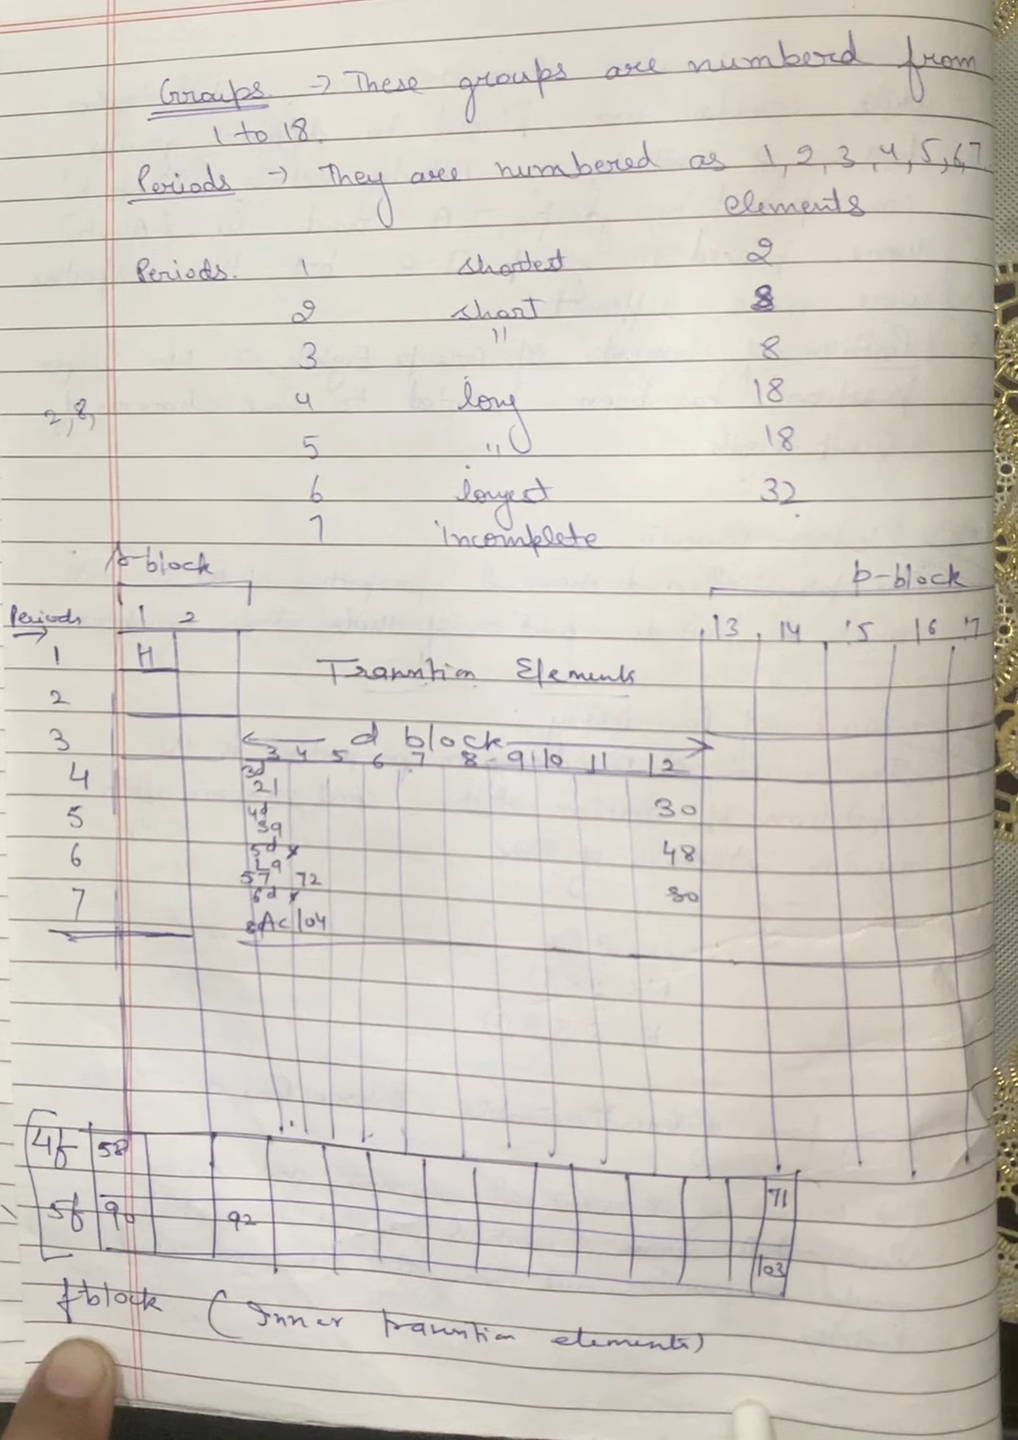 Groups → These groups are numberd from
1 to 18.
Periods → They are numbered as 1,2,3,4,5,6,7
elements
Periods. 1 shortest 2
2 short 8
3 " 8
2,8, 4 long 18
5 " 18
6 longest 32
7 incomplete
s-block p-block
Periods 1 2 13 14 15 16 17
1 H Transition Elements
2
3 d block
3 4 5 6 7 8 9 10 11 12
4 3d
21 30
5 4d
39 48
6 5d *
La
57 72 80
7 6d *
Ac 104
4f 58 71
5f 90 92 103
f block (Inner transition elements)